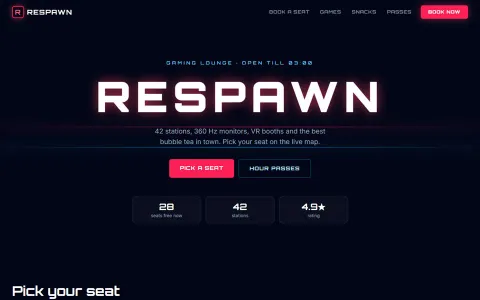 R RESPAWN
BOOK A SEAT GAMES SNACKS PASSES BOOK NOW
GAMING LOUNGE · OPEN TILL 03:00
RESPAWN
42 stations, 360 Hz monitors, VR booths and the best
bubble tea in town. Pick your seat on the live map.
PICK A SEAT HOUR PASSES
28 42 4.9★
seats free now stations rating
Pick your seat